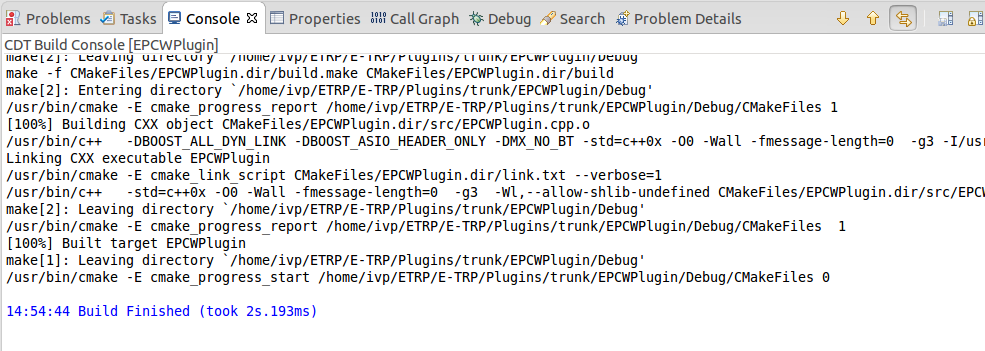 Problems Tasks Console Properties Call Graph Debug Search Problem Details
CDT Build Console [EPCWPlugin]
make[2]: Leaving directory `/home/ivp/ETRP/E-TRP/Plugins/trunk/EPCWPlugin/Debug'
make -f CMakeFiles/EPCWPlugin.dir/build.make CMakeFiles/EPCWPlugin.dir/build
make[2]: Entering directory `/home/ivp/ETRP/E-TRP/Plugins/trunk/EPCWPlugin/Debug'
/usr/bin/cmake -E cmake_progress_report /home/ivp/ETRP/E-TRP/Plugins/trunk/EPCWPlugin/Debug/CMakeFiles 1
[100%] Building CXX object CMakeFiles/EPCWPlugin.dir/src/EPCWPlugin.cpp.o
/usr/bin/c++ -DBOOST_ALL_DYN_LINK -DBOOST_ASIO_HEADER_ONLY -DMX_NO_BT -std=c++0x -O0 -Wall -fmessage-length=0 -g3 -I/usr
Linking CXX executable EPCWPlugin
/usr/bin/cmake -E cmake_link_script CMakeFiles/EPCWPlugin.dir/link.txt --verbose=1
/usr/bin/c++ -std=c++0x -O0 -Wall -fmessage-length=0 -g3 -Wl,--allow-shlib-undefined CMakeFiles/EPCWPlugin.dir/src/EPCW
make[2]: Leaving directory `/home/ivp/ETRP/E-TRP/Plugins/trunk/EPCWPlugin/Debug'
/usr/bin/cmake -E cmake_progress_report /home/ivp/ETRP/E-TRP/Plugins/trunk/EPCWPlugin/Debug/CMakeFiles 1
[100%] Built target EPCWPlugin
make[1]: Leaving directory `/home/ivp/ETRP/E-TRP/Plugins/trunk/EPCWPlugin/Debug'
/usr/bin/cmake -E cmake_progress_start /home/ivp/ETRP/E-TRP/Plugins/trunk/EPCWPlugin/Debug/CMakeFiles 0
14:54:44 Build Finished (took 2s.193ms)